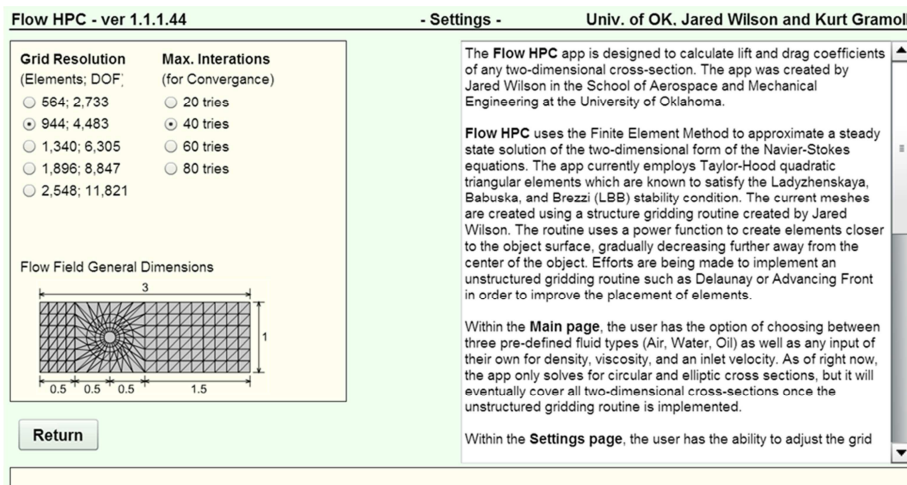 Flow HPC - ver 1.1.1.44
- Settings -
Univ. of OK. Jared Wilson and Kurt Gramoll
Grid Resolution
(Elements; DOF)
564; 2,733
944; 4,483
1,340; 6,305
1,896; 8,847
2,548; 11,821
Max. Interations
(for Convergance)
20 tries
40 tries
60 tries
80 tries
Flow Field General Dimensions
3
1
0.5 0.5 0.5 1.5
Return
The Flow HPC app is designed to calculate lift and drag coefficients
of any two-dimensional cross-section. The app was created by
Jared Wilson in the School of Aerospace and Mechanical
Engineering at the University of Oklahoma.
Flow HPC uses the Finite Element Method to approximate a steady
state solution of the two-dimensional form of the Navier-Stokes
equations. The app currently employs Taylor-Hood quadratic
triangular elements which are known to satisfy the Ladyzhenskaya,
Babuska, and Brezzi (LBB) stability condition. The current meshes
are created using a structure gridding routine created by Jared
Wilson. The routine uses a power function to create elements closer
to the object surface, gradually decreasing further away from the
center of the object. Efforts are being made to implement an
unstructured gridding routine such as Delaunay or Advancing Front
in order to improve the placement of elements.
Within the Main page, the user has the option of choosing between
three pre-defined fluid types (Air, Water, Oil) as well as any input of
their own for density, viscosity, and an inlet velocity. As of right now,
the app only solves for circular and elliptic cross sections, but it will
eventually cover all two-dimensional cross-sections once the
unstructured gridding routine is implemented.
Within the Settings page, the user has the ability to adjust the grid